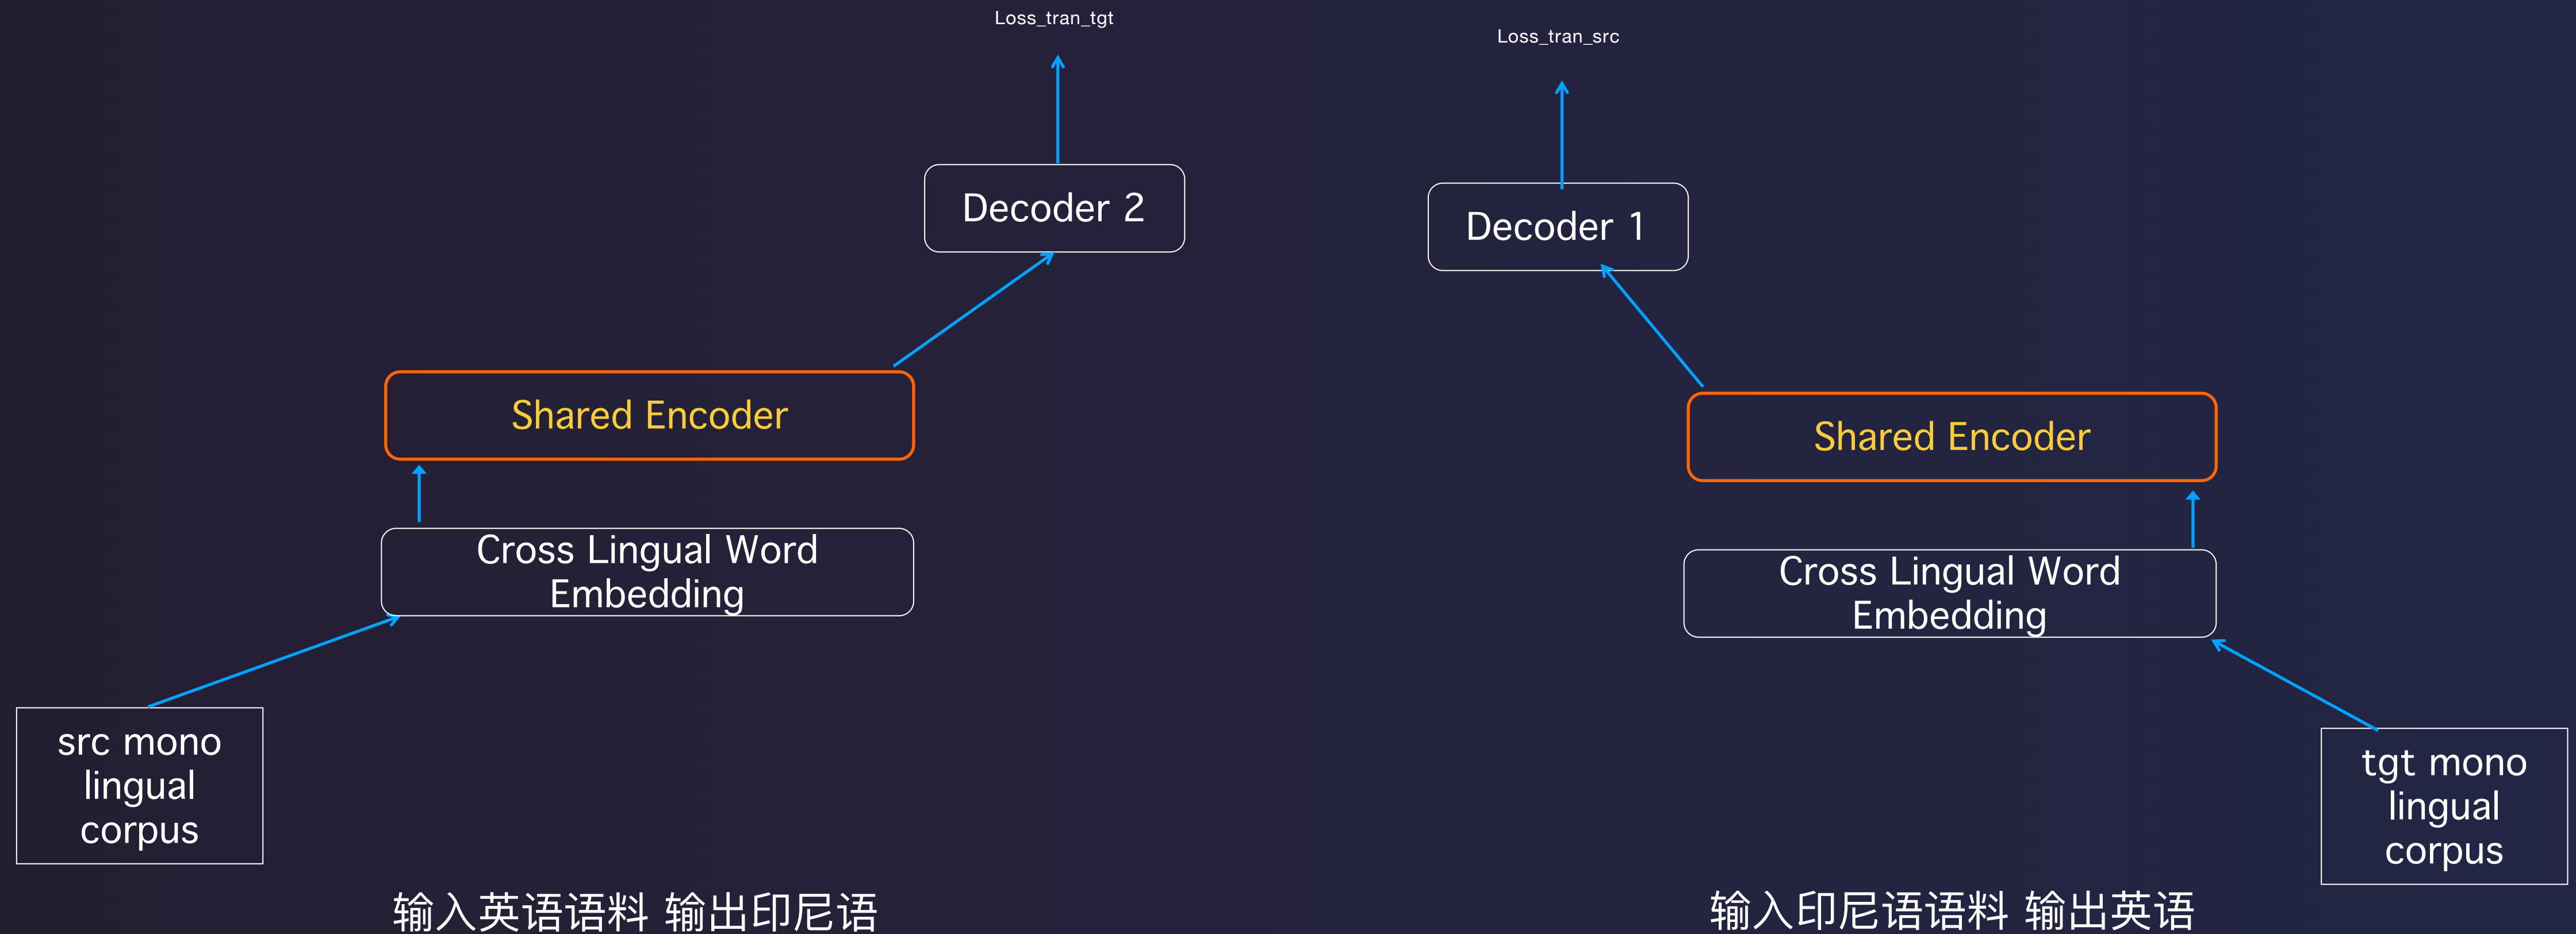 Loss_tran_tgt
Decoder 2
Shared Encoder
Cross Lingual Word
Embedding
src mono
lingual
corpus
输入英语语料 输出印尼语
Loss_tran_src
Decoder 1
Shared Encoder
Cross Lingual Word
Embedding
tgt mono
lingual
corpus
输入印尼语语料 输出英语